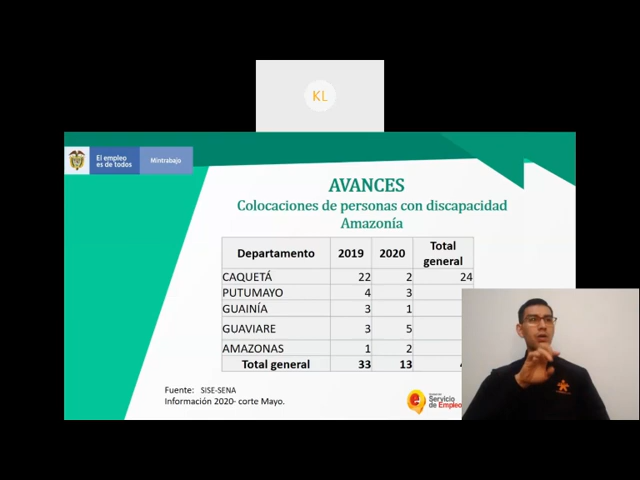 KL
El empleo
es de todos
Mintrabajo
AVANCES
Colocaciones de personas con discapacidad
Amazonía
Departamento 2019 2020 Total general
CAQUETÁ 22 2 24
PUTUMAYO 4 3
GUAINÍA 3 1
GUAVIARE 3 5
AMAZONAS 1 2
Total general 33 13
Fuente: SISE-SENA
Información 2020- corte Mayo.
Servicio
de Empleo